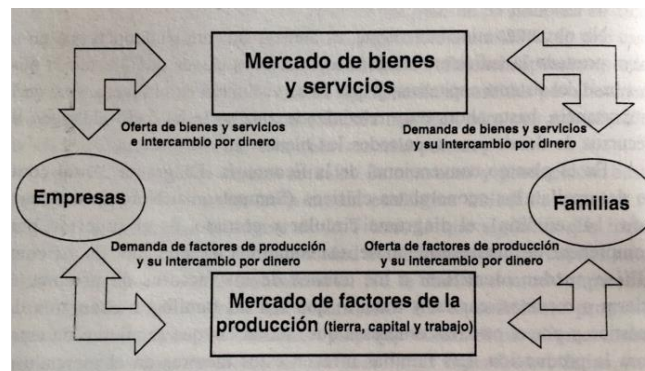 Mercado de bienes
y servicios
Oferta de bienes y servicios
e Intercambio por dinero
Demanda de bienes y servicios
y su Intercambio por dinero
Empresas
Familias
Demanda de factores de producción
y su intercambio por dinero
Oferta de factores de producción
y su intercambio por dinero
Mercado de factores de la
producción (tierra, capital y trabajo)